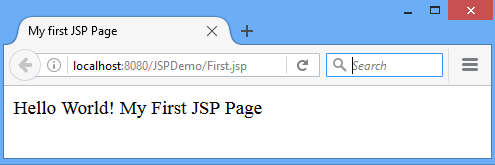 My first JSP Page
localhost:8080/JSPDemo/First.jsp
Search
Hello World! My First JSP Page